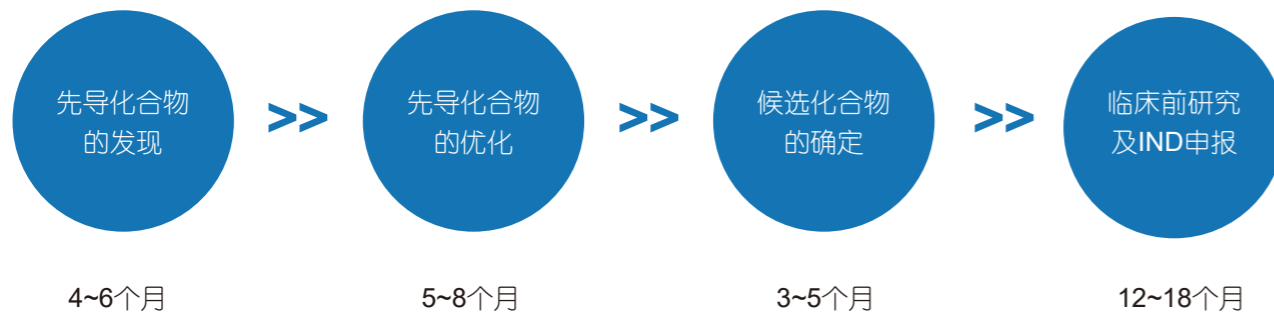 先导化合物
的发现
>>
先导化合物
的优化
>>
候选化合物
的确定
>>
临床前研究
及IND申报
4~6个月
5~8个月
3~5个月
12~18个月